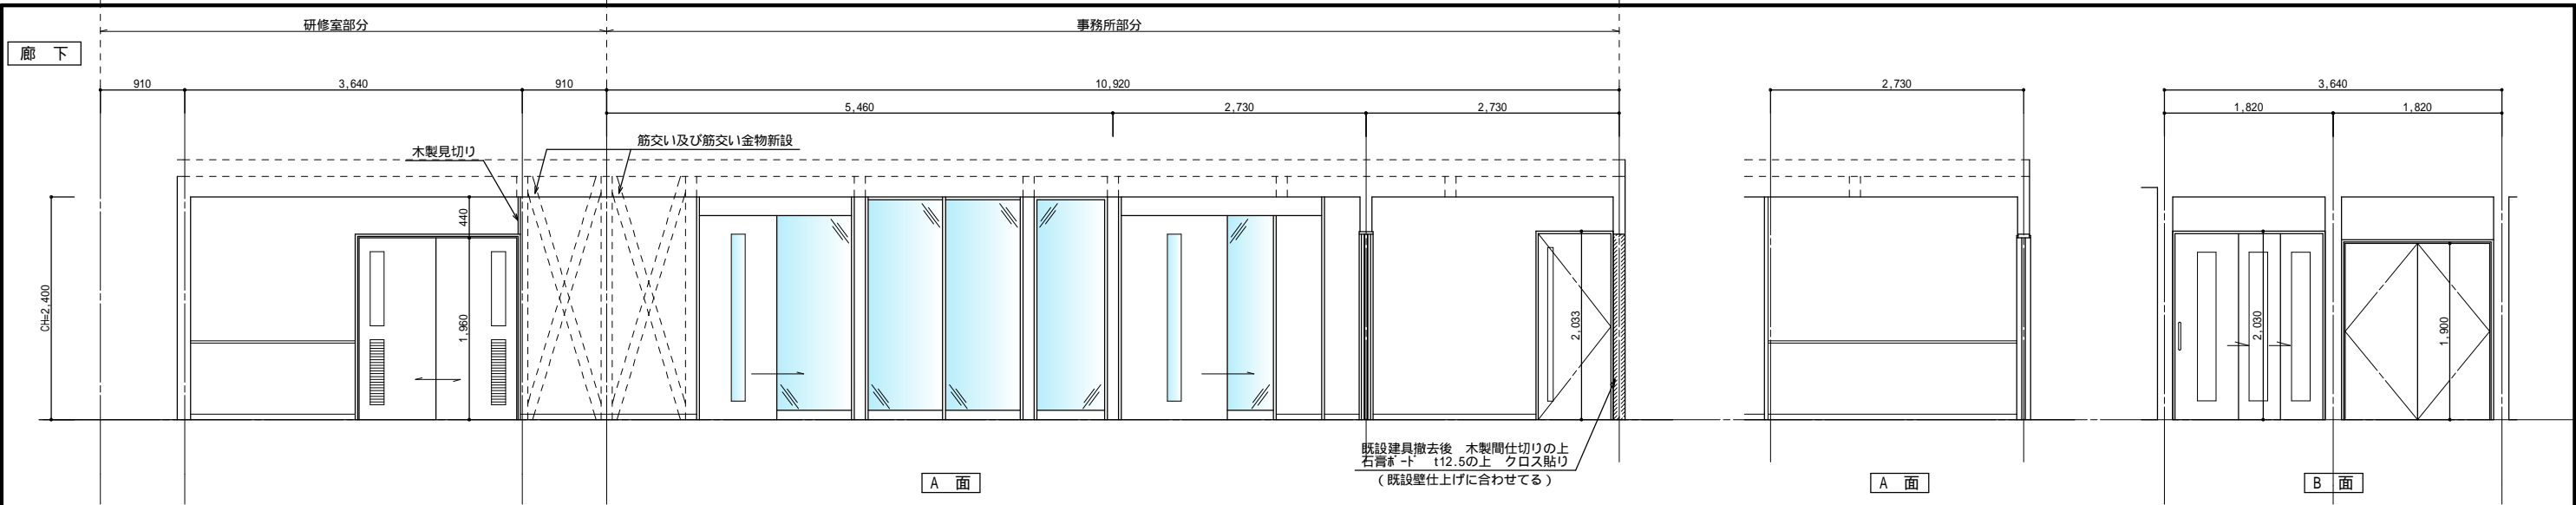 研修室部分
事務所部分
廊 下
910
3,640
910
10,920
2,730
3,640
5,460
2,730
2,730
1,820
1,820
木製見切り
筋交い及び筋交い金物新設
440
CH=2,400
1,960
2,033
2,030
1,900
既設建具撤去後 木製間仕切りの上
石膏ﾎﾞｰﾄﾞ t12.5の上 クロス貼り
(既設壁仕上げに合わせてる)
A 面
A 面
B 面